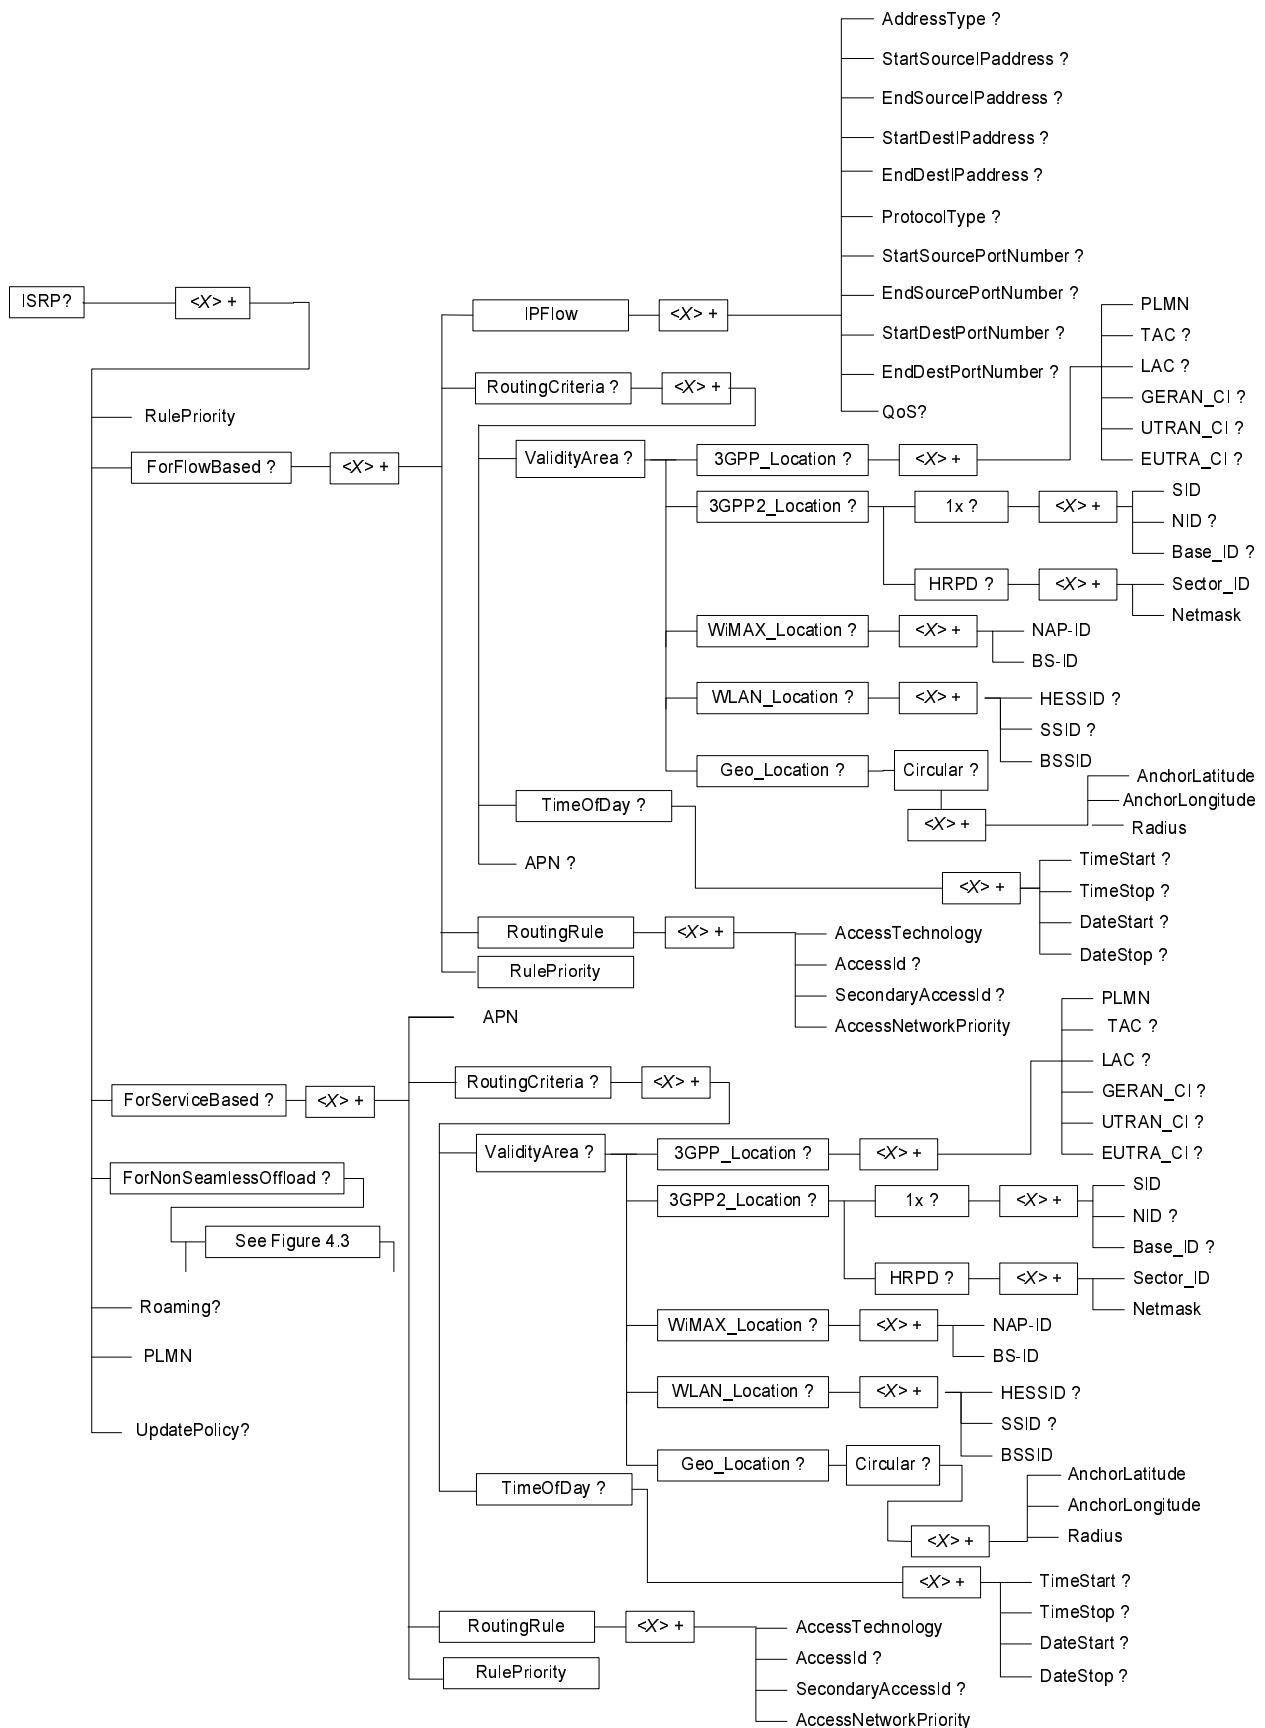 AddressType ?
StartSourceIPaddress ?
EndSourceIPaddress ?
StartDestIPaddress ?
EndDestIPaddress ?
ProtocolType ?
StartSourcePortNumber ?
EndSourcePortNumber ?
StartDestPortNumber ?
EndDestPortNumber ?
QoS?
ISRP?
<X> +
IPFlow
<X> +
RoutingCriteria ?
<X> +
PLMN
TAC ?
LAC ?
GERAN_CI ?
UTRAN_CI ?
EUTRA_CI ?
RulePriority
ForFlowBased ?
<X> +
ValidityArea ?
3GPP_Location ?
<X> +
3GPP2_Location ?
1x ?
<X> +
SID
NID ?
Base_ID ?
HRPD ?
<X> +
Sector_ID
Netmask
WiMAX_Location ?
<X> +
NAP-ID
BS-ID
WLAN_Location ?
<X> +
HESSID ?
SSID ?
BSSID
Geo_Location ?
Circular ?
<X> +
AnchorLatitude
AnchorLongitude
Radius
TimeOfDay ?
APN ?
<X> +
TimeStart ?
TimeStop ?
DateStart ?
DateStop ?
RoutingRule
<X> +
AccessTechnology
AccessId ?
SecondaryAccessId ?
AccessNetworkPriority
RulePriority
APN
ForServiceBased ?
<X> +
RoutingCriteria ?
<X> +
PLMN
TAC ?
LAC ?
GERAN_CI ?
UTRAN_CI ?
EUTRA_CI ?
ValidityArea ?
3GPP_Location ?
<X> +
ForNonSeamlessOffload ?
See Figure 4.3
3GPP2_Location ?
1x ?
<X> +
SID
NID ?
Base_ID ?
HRPD ?
<X> +
Sector_ID
Netmask
Roaming?
PLMN
UpdatePolicy?
WiMAX_Location ?
<X> +
NAP-ID
BS-ID
WLAN_Location ?
<X> +
HESSID ?
SSID ?
BSSID
Geo_Location ?
Circular ?
<X> +
AnchorLatitude
AnchorLongitude
Radius
TimeOfDay ?
<X> +
TimeStart ?
TimeStop ?
DateStart ?
DateStop ?
RoutingRule
<X> +
AccessTechnology
AccessId ?
SecondaryAccessId ?
AccessNetworkPriority
RulePriority